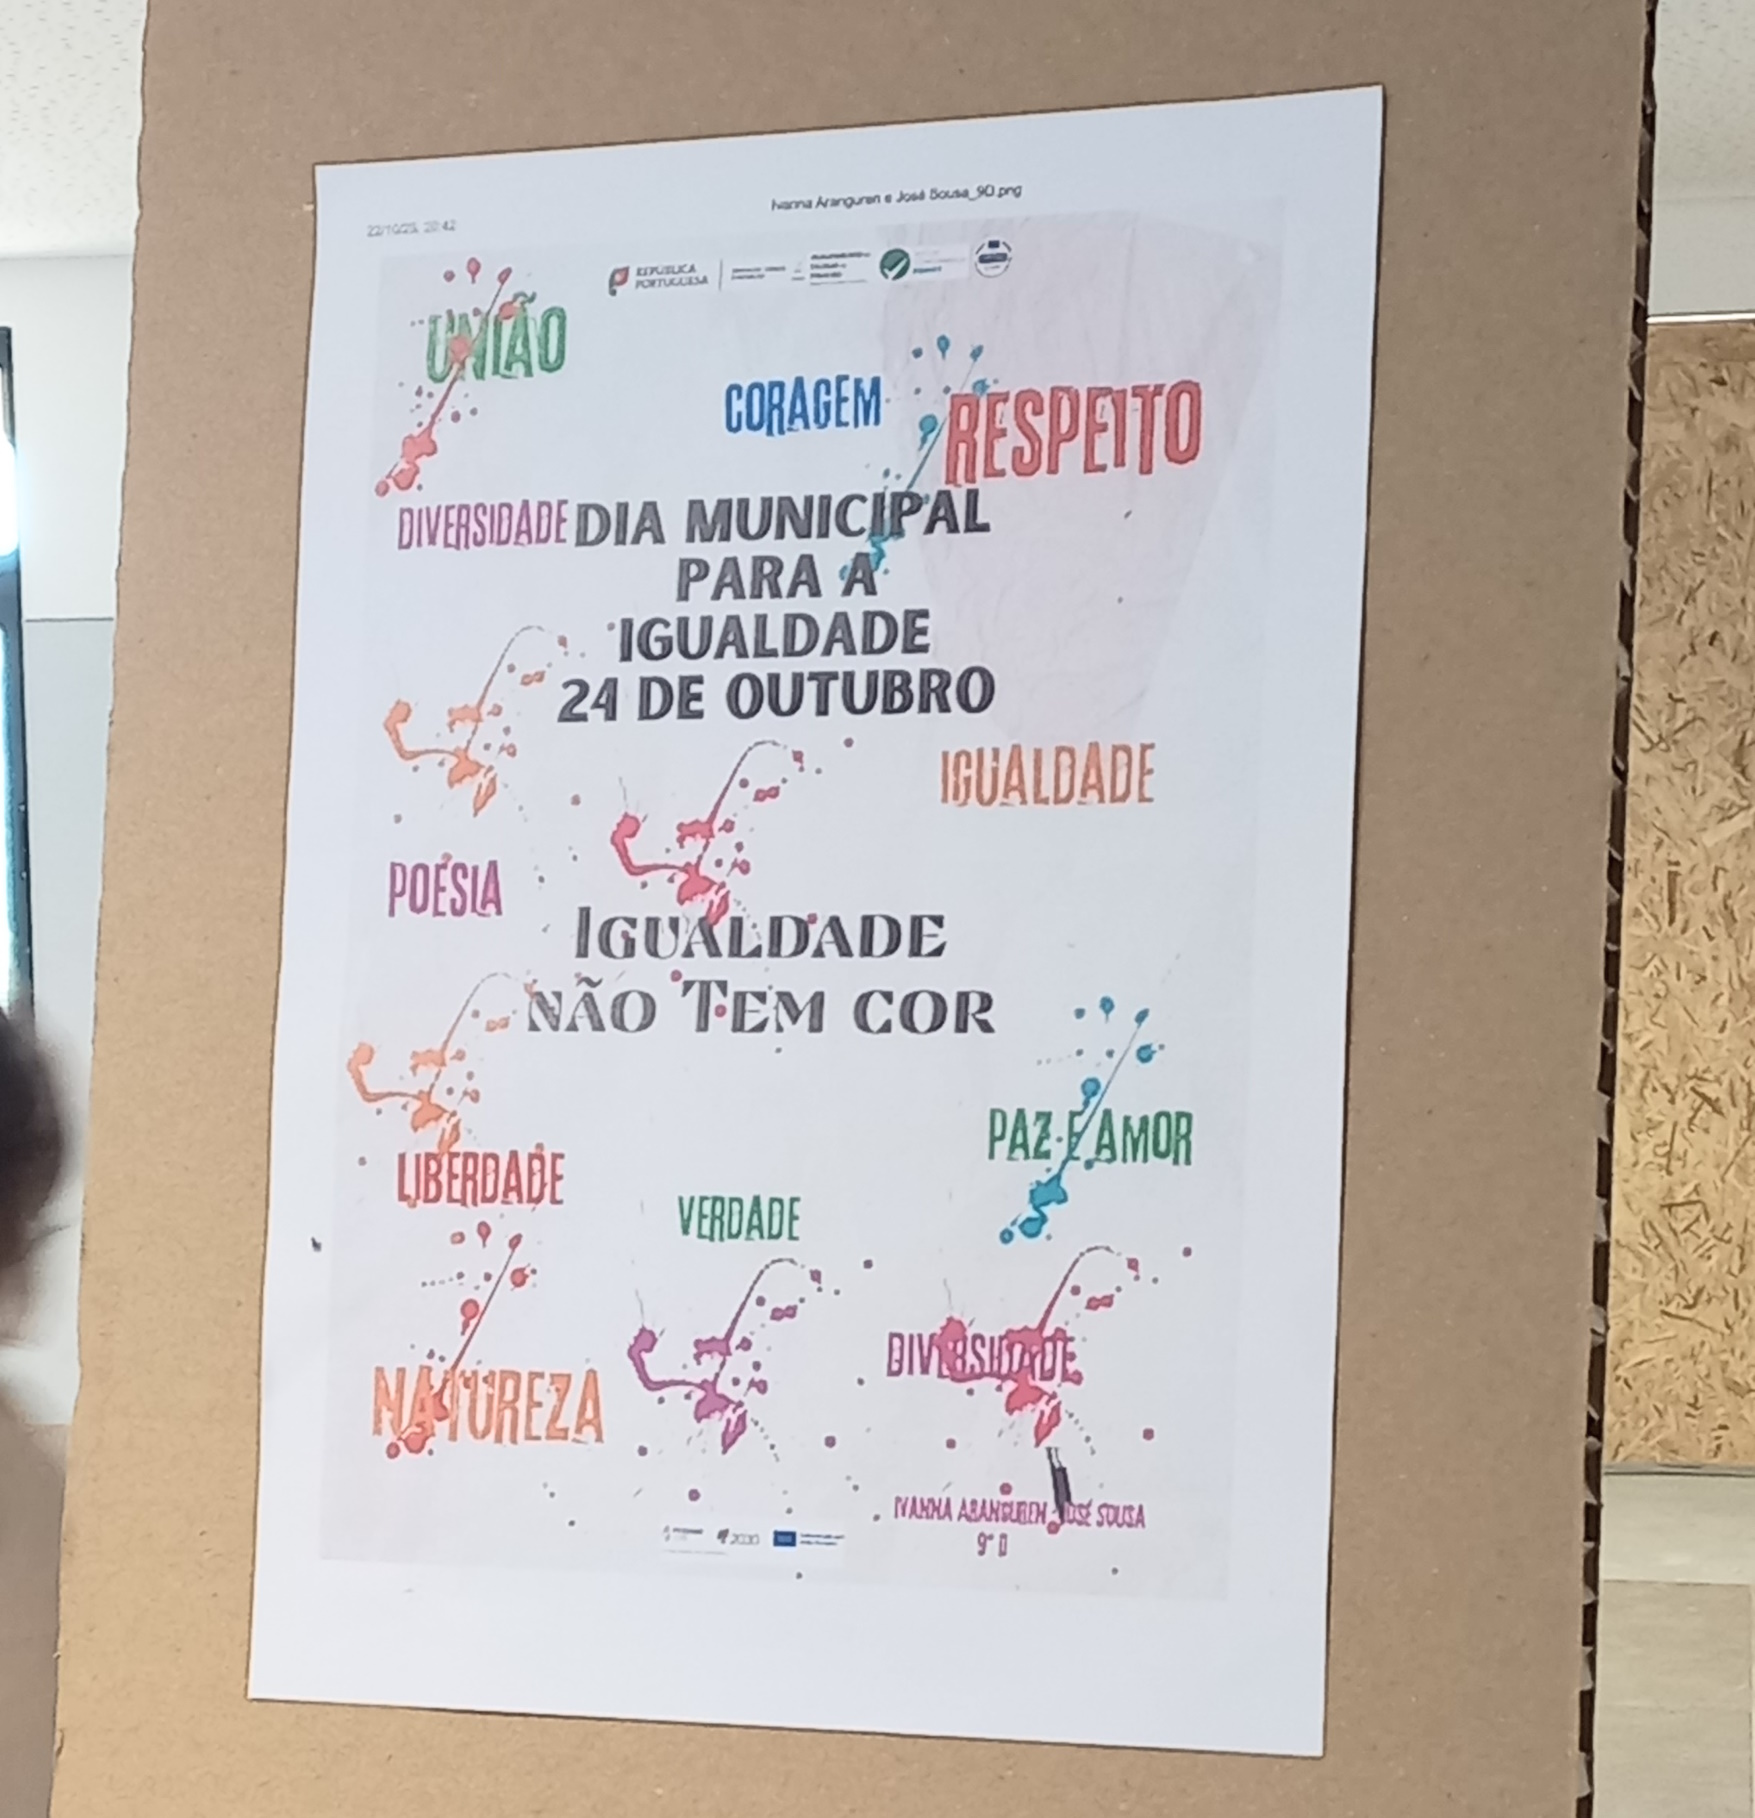 Ivanna Aranguren e José Sousa_9D.png
22/10/25, 20:42
REPÚBLICA
PORTUGUESA
UNIÃO
CORAGEM
RESPEITO
DIVERSIDADE
DIA MUNICIPAL
PARA A
IGUALDADE
24 DE OUTUBRO
IGUALDADE
POESIA
IGUALDADE
NÃO TEM COR
PAZ E AMOR
LIBERDADE
VERDADE
DIVERSIDADE
NATUREZA
IVANNA ARANGUREN JOSÉ SOUSA
9º D
2030